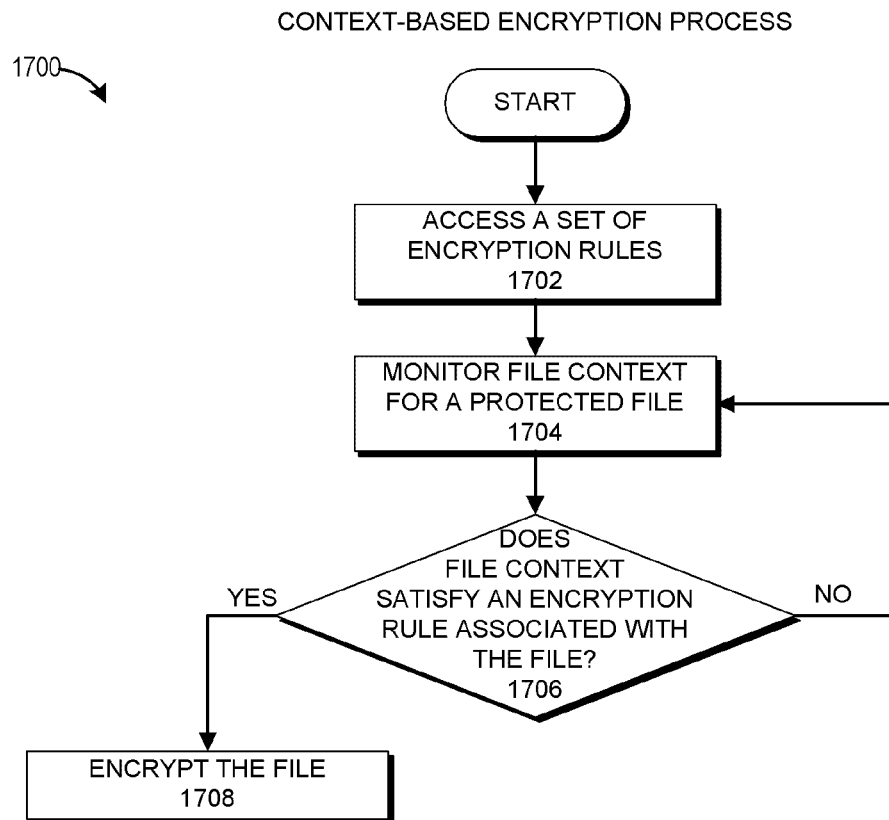 CONTEXT-BASED ENCRYPTION PROCESS
1700
START
ACCESS A SET OF
ENCRYPTION RULES
1702
MONITOR FILE CONTEXT
FOR A PROTECTED FILE
1704
DOES
FILE CONTEXT
SATISFY AN ENCRYPTION
RULE ASSOCIATED WITH
THE FILE?
1706
YES
NO
ENCRYPT THE FILE
1708